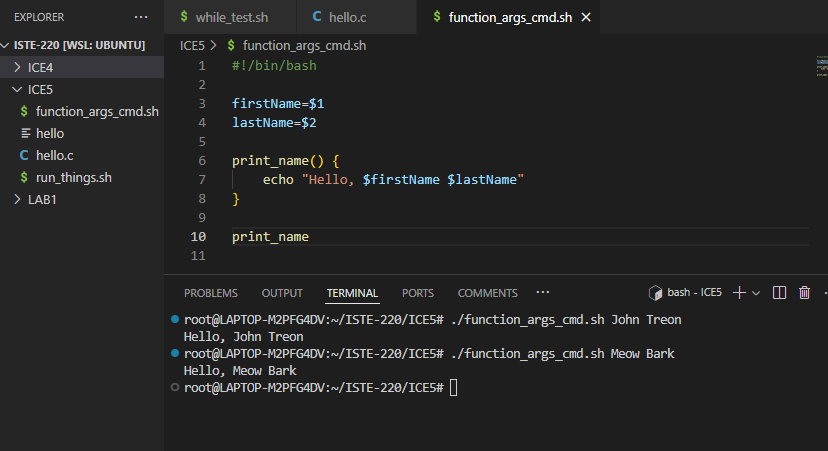 EXPLORER ···
ISTE-220 [WSL: UBUNTU]
ICE4
ICE5
$ function_args_cmd.sh
hello
C hello.c
$ run_things.sh
LAB1
$ while_test.sh C hello.c $ function_args_cmd.sh ×
ICE5 > $ function_args_cmd.sh
1 #!/bin/bash
2
3 firstName=$1
4 lastName=$2
5
6 print_name() {
7     echo "Hello, $firstName $lastName"
8 }
9
10 print_name
11
PROBLEMS OUTPUT TERMINAL PORTS COMMENTS ··· bash - ICE5
root@LAPTOP-M2PFG4DV:~/ISTE-220/ICE5# ./function_args_cmd.sh John Treon
Hello, John Treon
root@LAPTOP-M2PFG4DV:~/ISTE-220/ICE5# ./function_args_cmd.sh Meow Bark
Hello, Meow Bark
root@LAPTOP-M2PFG4DV:~/ISTE-220/ICE5#